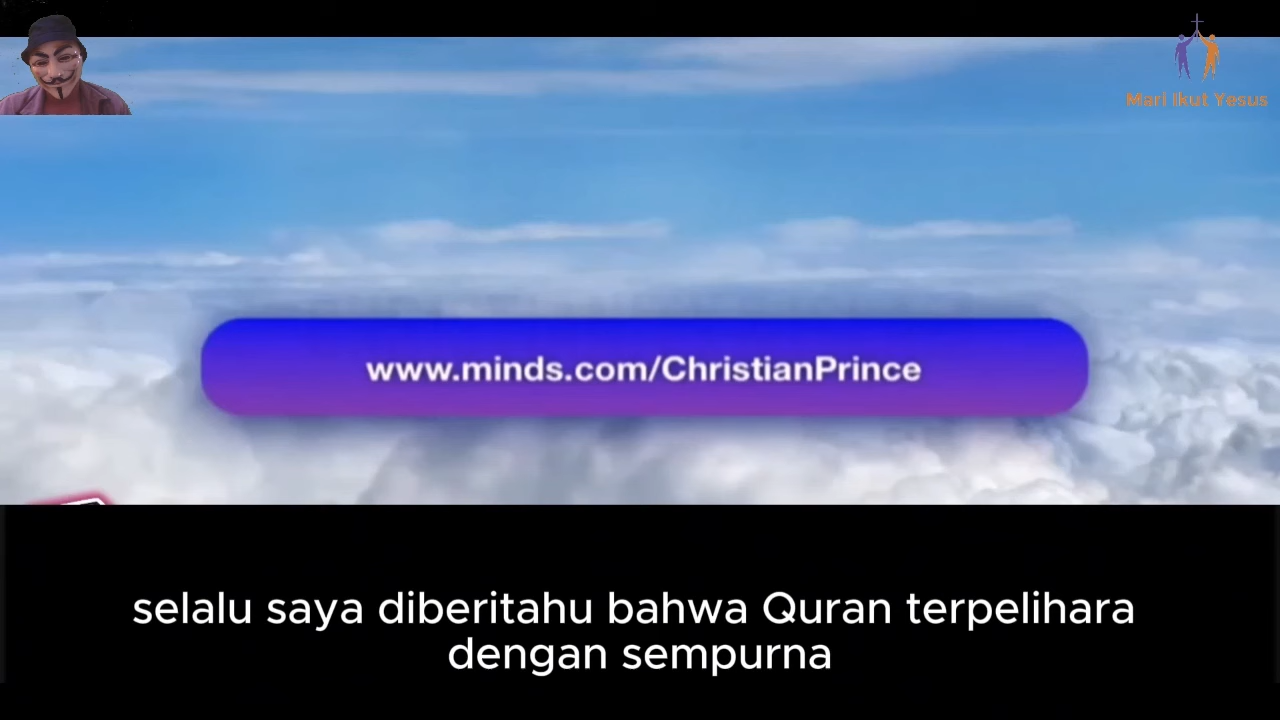 Mari Ikut Yesus
www.minds.com/ChristianPrince
selalu saya diberitahu bahwa Quran terpelihara
dengan sempurna